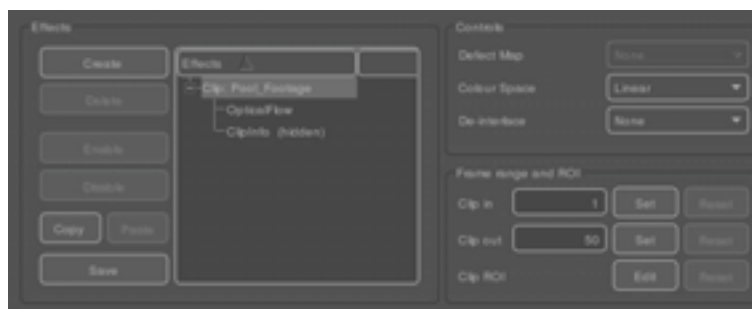 Effects
Create
Delete
Enable
Disable
Copy
Paste
Save
Effects
Clip: Pool_Footage
OpticalFlow
ClipInfo (hidden)
Controls
Defect Map None
Colour Space Linear
De-interlace None
Frame range and ROI
Clip in 1 Set Reset
Clip out 50 Set Reset
Clip ROI Edit Reset